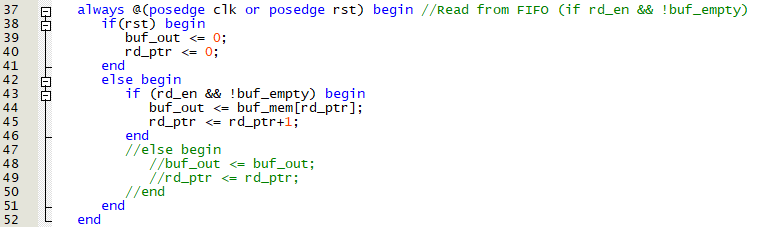 37 always @(posedge clk or posedge rst) begin //Read from FIFO (if rd_en && !buf_empty)
38 if(rst) begin
39 buf_out <= 0;
40 rd_ptr <= 0;
41 end
42 else begin
43 if (rd_en && !buf_empty) begin
44 buf_out <= buf_mem[rd_ptr];
45 rd_ptr <= rd_ptr+1;
46 end
47 //else begin
48 //buf_out <= buf_out;
49 //rd_ptr <= rd_ptr;
50 //end
51 end
52 end